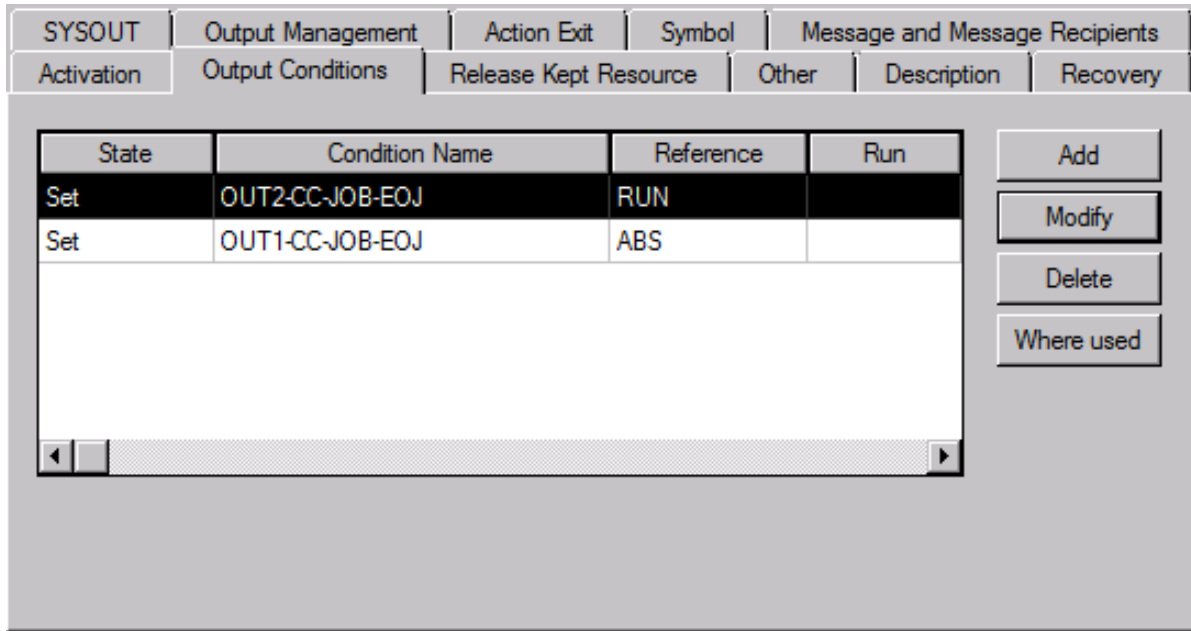 SYSOUT Output Management Action Exit Symbol Message and Message Recipients
Activation Output Conditions Release Kept Resource Other Description Recovery
State Condition Name Reference Run
Set OUT2-CC-JOB-EOJ RUN
Set OUT1-CC-JOB-EOJ ABS
Add
Modify
Delete
Where used